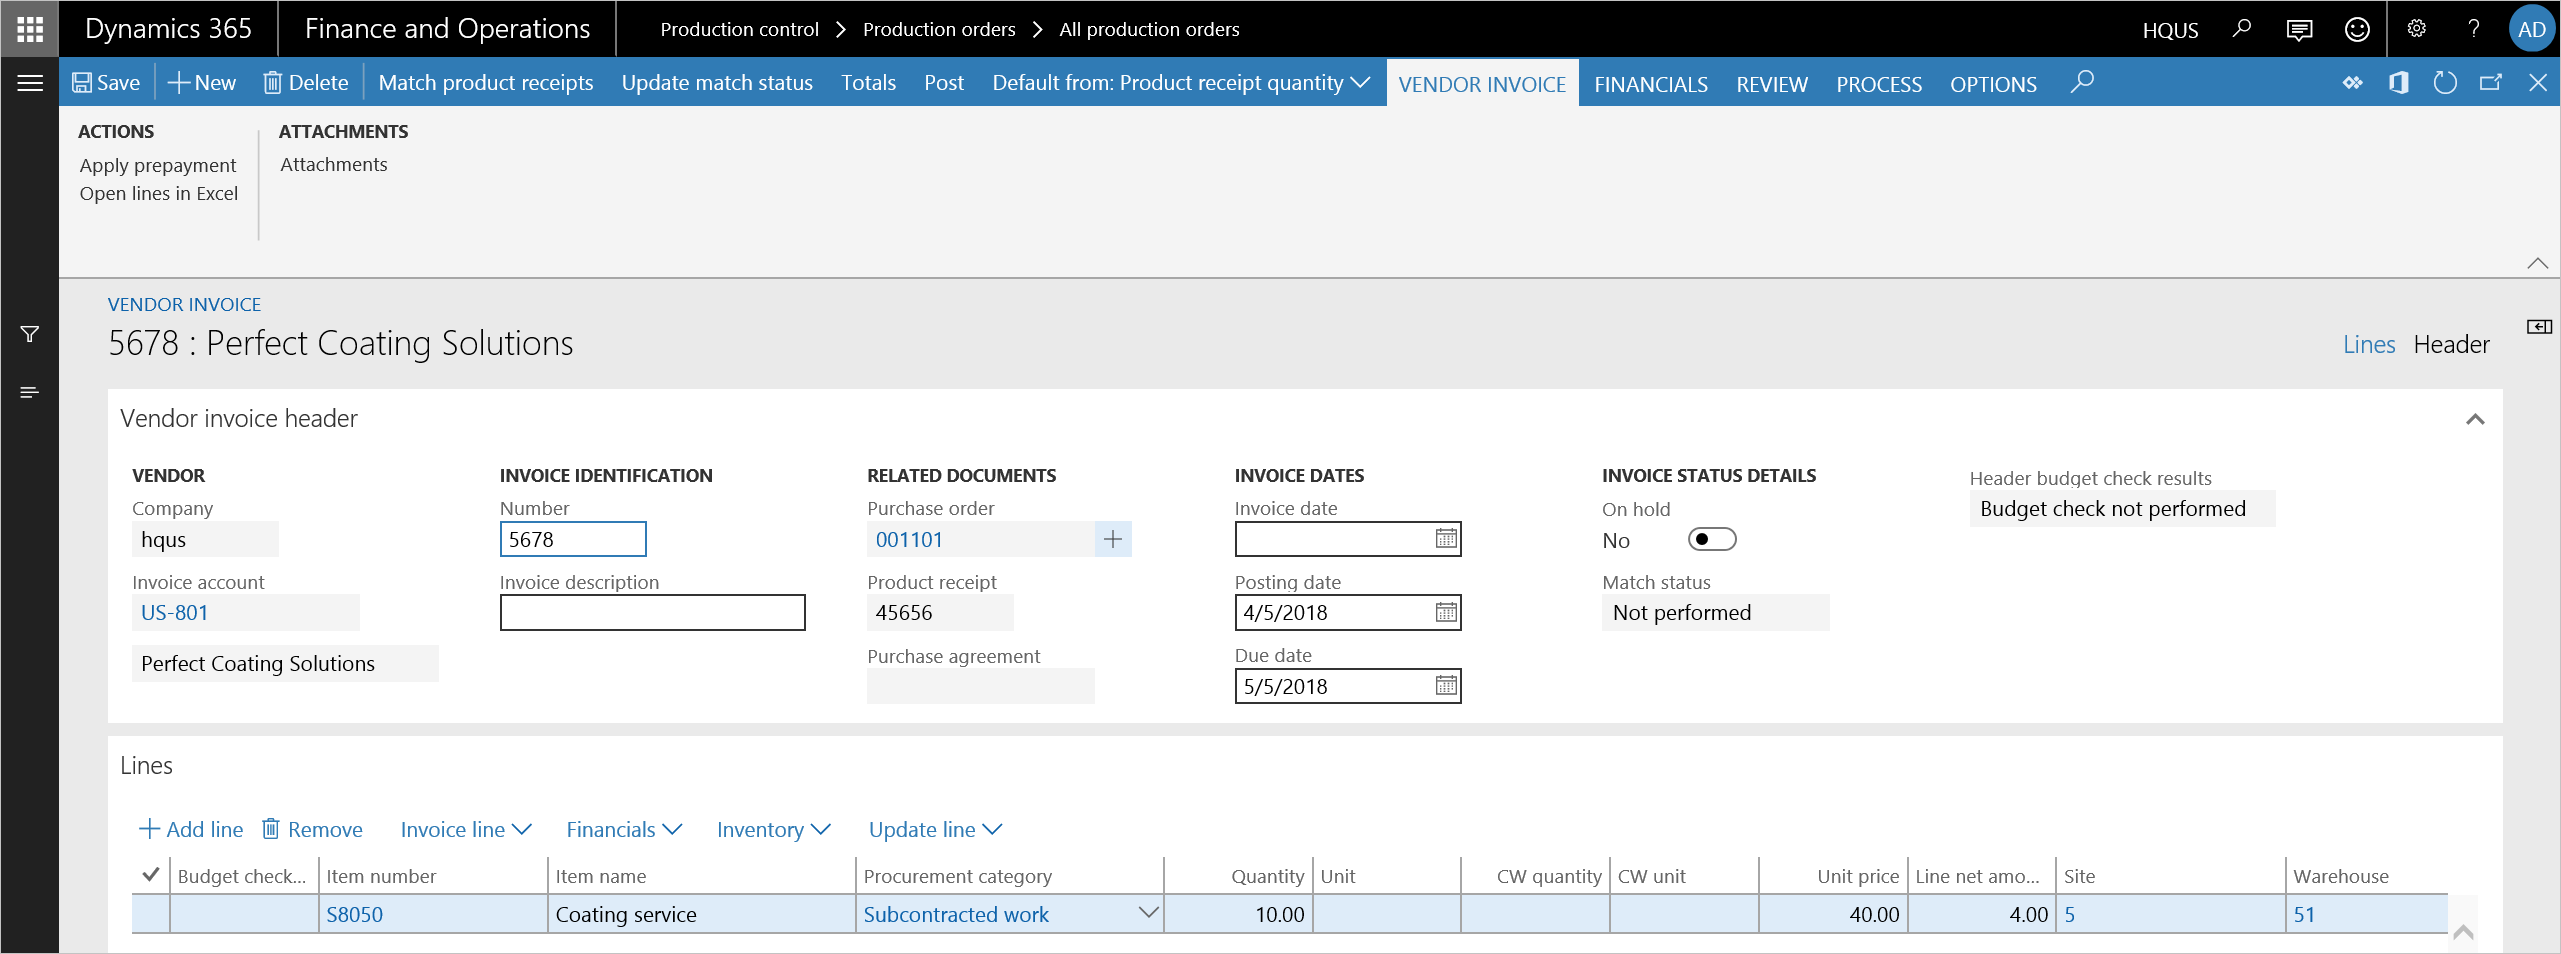 Dynamics 365 Finance and Operations Production control Production orders All production orders HQUS ? AD
Save New Delete Match product receipts Update match status Totals Post Default from: Product receipt quantity VENDOR INVOICE FINANCIALS REVIEW PROCESS OPTIONS
ACTIONS ATTACHMENTS
Apply prepayment Attachments
Open lines in Excel
VENDOR INVOICE
5678 : Perfect Coating Solutions
Lines Header
Vendor invoice header
VENDOR INVOICE IDENTIFICATION RELATED DOCUMENTS INVOICE DATES INVOICE STATUS DETAILS Header budget check results
Company Number Purchase order Invoice date On hold Budget check not performed
hqus 5678 001101 No
Invoice account Invoice description Product receipt Posting date Match status
US-801 45656 4/5/2018 Not performed
Purchase agreement Due date
Perfect Coating Solutions 5/5/2018
Lines
Add line Remove Invoice line Financials Inventory Update line
Budget check... Item number Item name Procurement category Quantity Unit CW quantity CW unit Unit price Line net amo... Site Warehouse
S8050 Coating service Subcontracted work 10.00 40.00 4.00 5 51